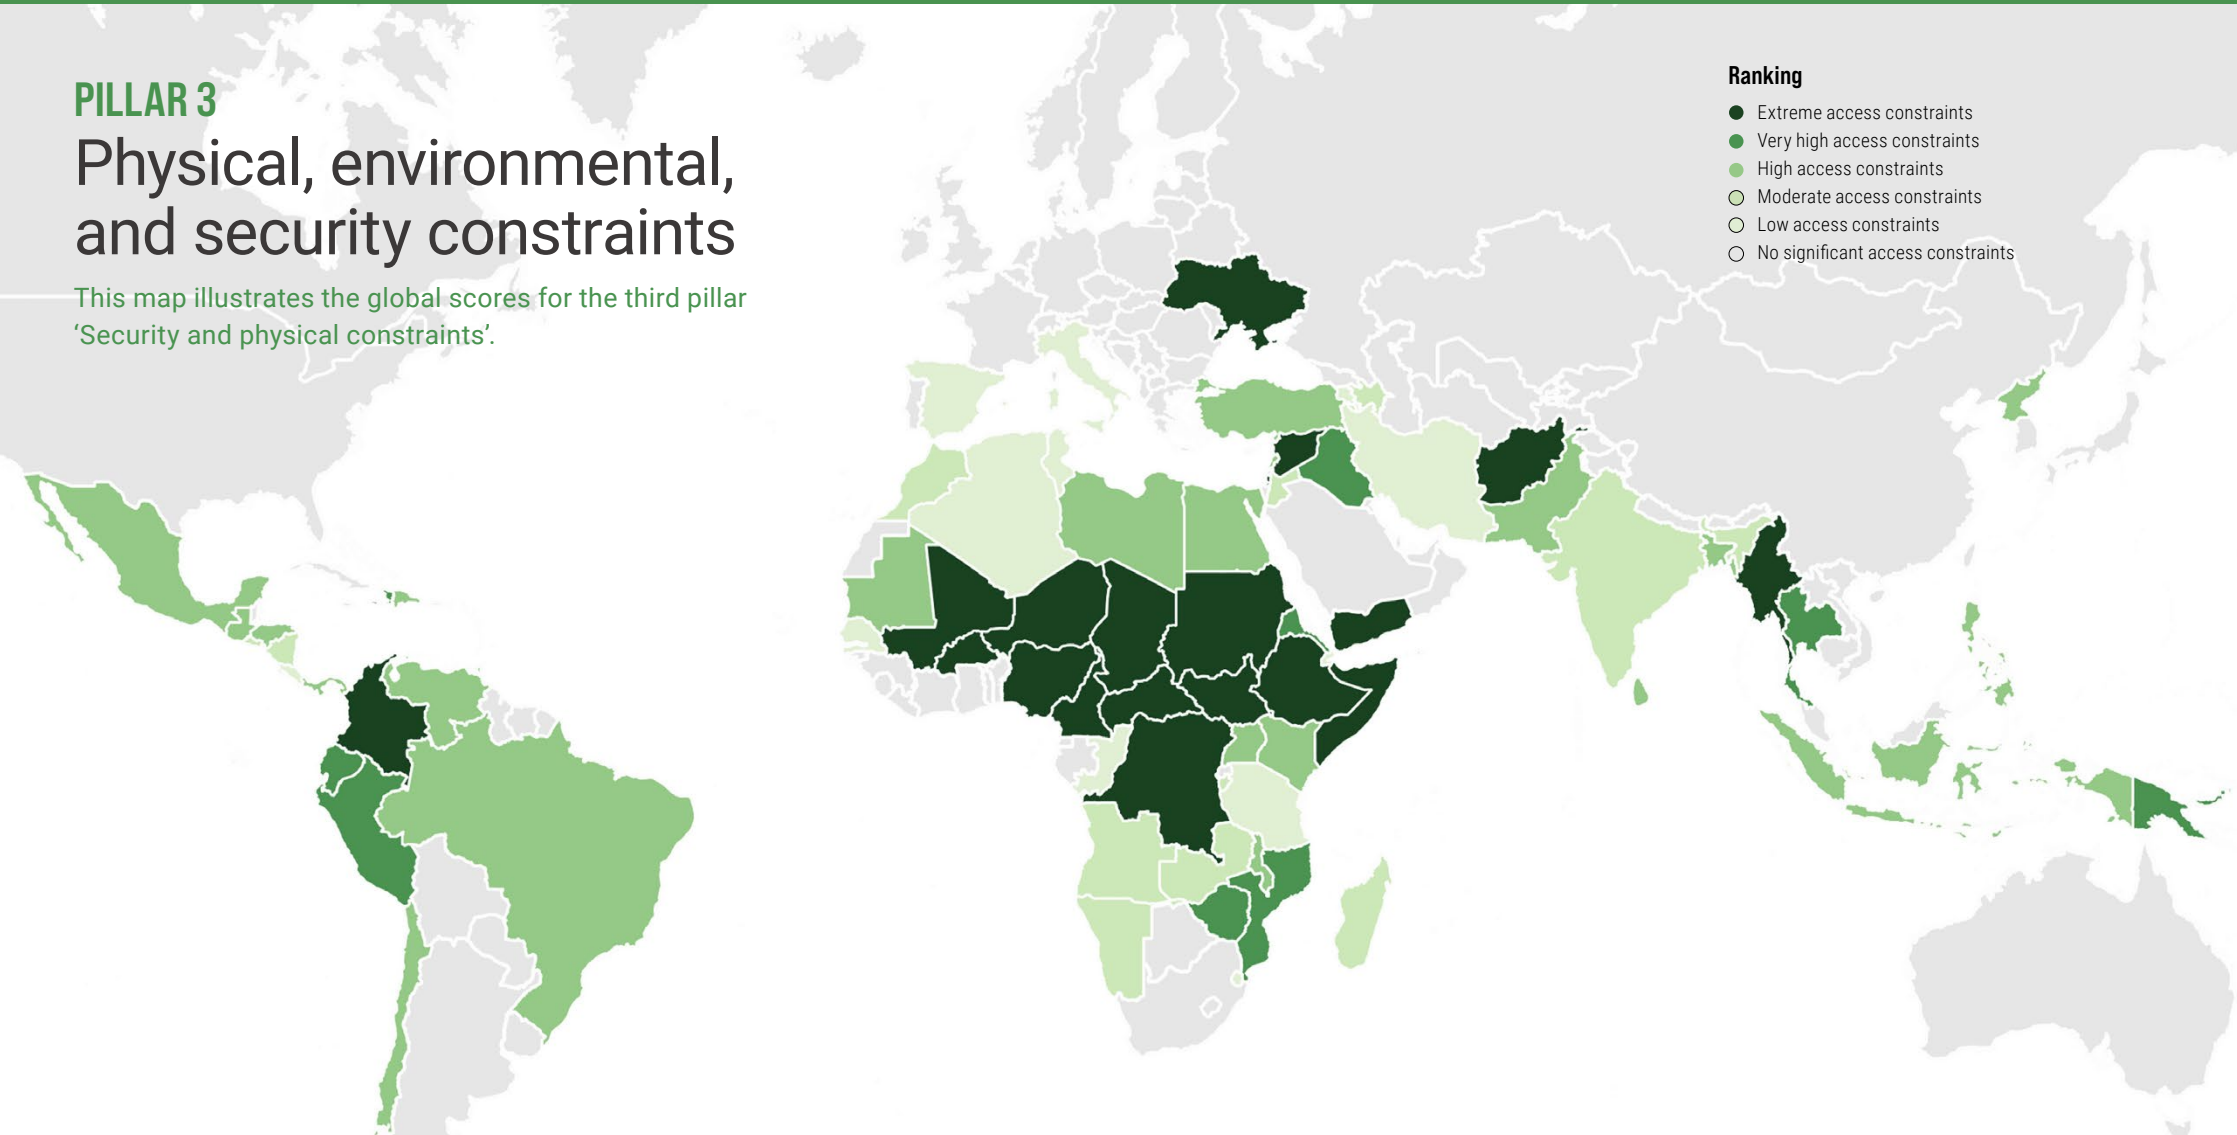 PILLAR 3
Physical, environmental,
and security constraints
This map illustrates the global scores for the third pillar
‘Security and physical constraints’.
Ranking
Extreme access constraints
Very high access constraints
High access constraints
Moderate access constraints
Low access constraints
No significant access constraints